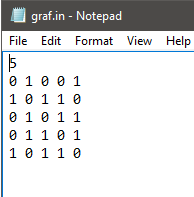 graf.in - Notepad
File Edit Format View Help
5
0 1 0 0 1
1 0 1 1 0
0 1 0 1 1
0 1 1 0 1
1 0 1 1 0